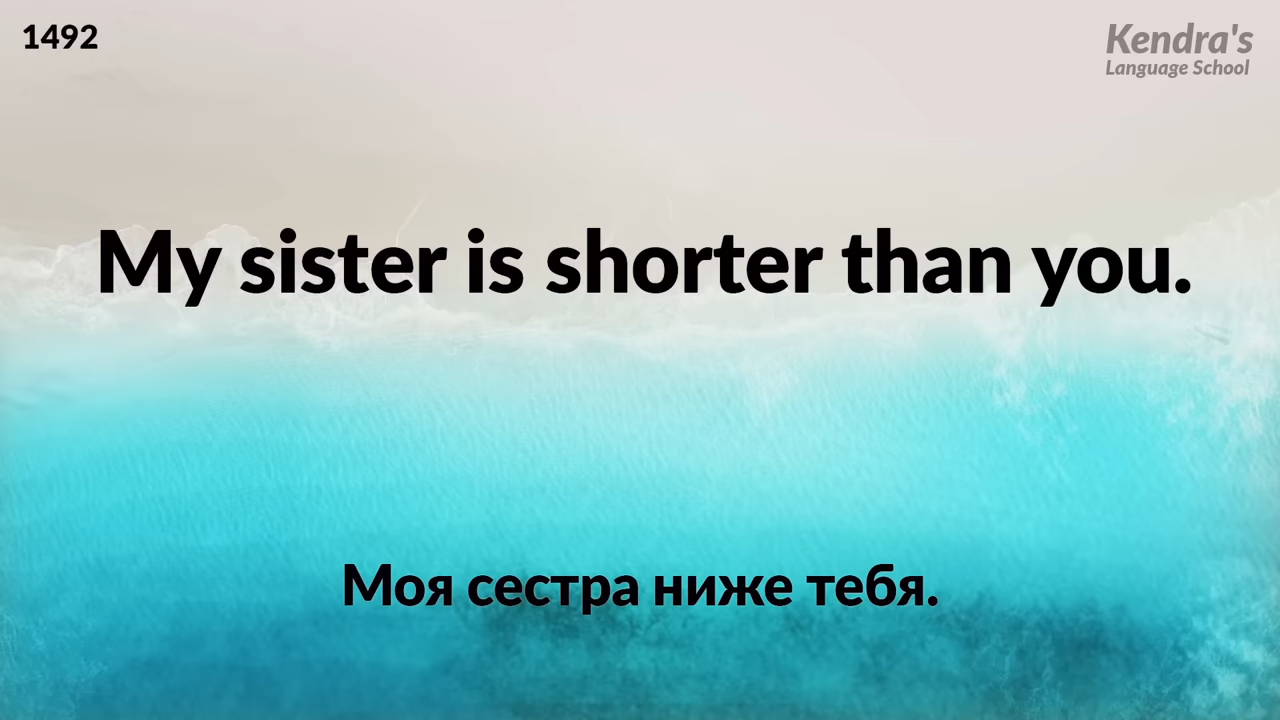 1492
Kendra's
Language School
My sister is shorter than you.
Моя сестра ниже тебя.